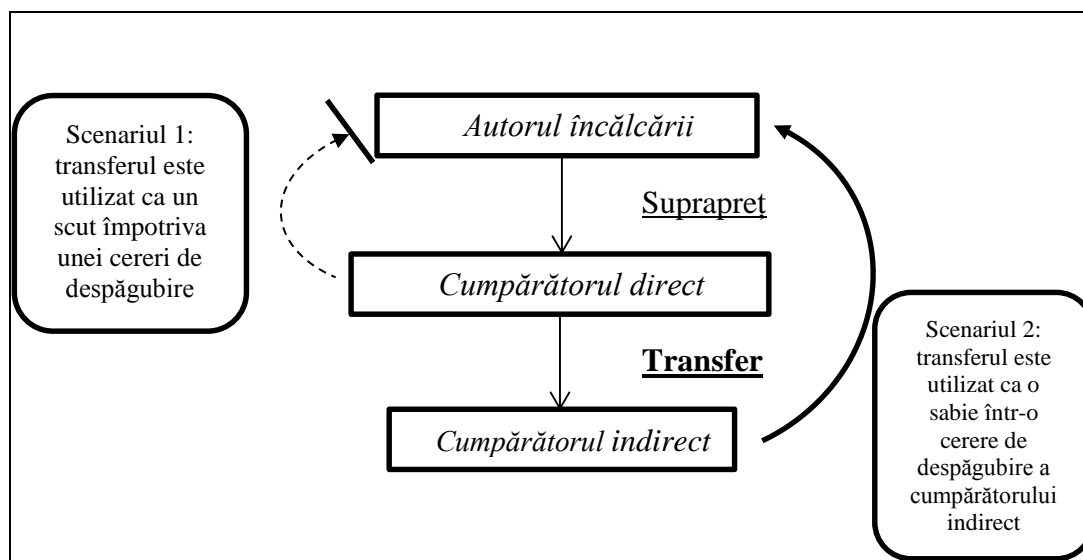 Scenariul 1:
transferul este
utilizat ca un
scut împotriva
unei cereri de
despăgubire
Autorul încălcării
Suprapreț
Cumpărătorul direct
Transfer
Cumpărătorul indirect
Scenariul 2:
transferul este
utilizat ca o
sabie într-o
cerere de
despăgubire a
cumpărătorului
indirect